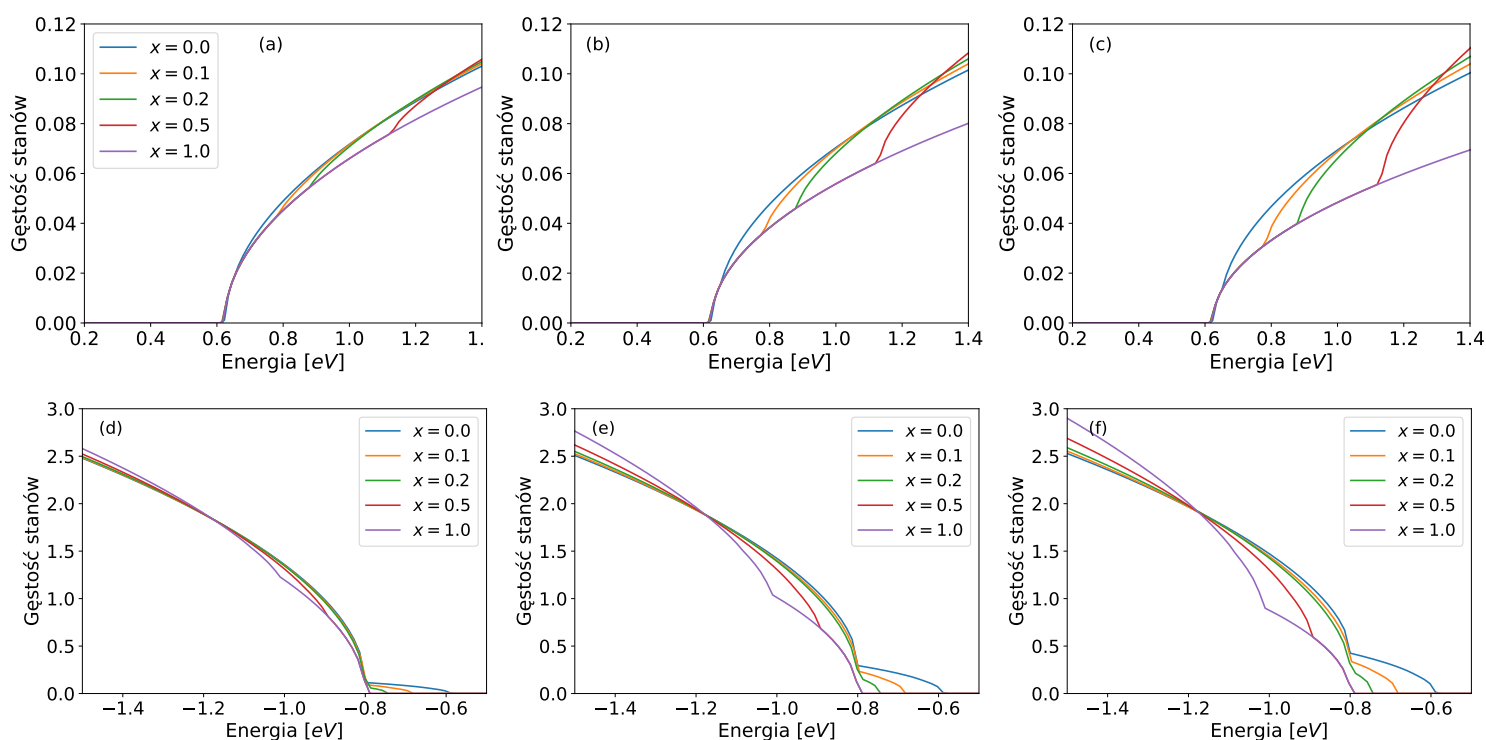 (a)
x = 0.0
x = 0.1
x = 0.2
x = 0.5
x = 1.0
0.12
0.10
0.08
0.06
0.04
0.02
0.00
Gęstość stanów
0.2 0.4 0.6 0.8 1.0 1.2 1.
Energia [eV]
(b)
0.12
0.10
0.08
0.06
0.04
0.02
0.00
Gęstość stanów
0.2 0.4 0.6 0.8 1.0 1.2 1.4
Energia [eV]
(c)
0.12
0.10
0.08
0.06
0.04
0.02
0.00
Gęstość stanów
0.2 0.4 0.6 0.8 1.0 1.2 1.4
Energia [eV]
(d)
x = 0.0
x = 0.1
x = 0.2
x = 0.5
x = 1.0
3.0
2.5
2.0
1.5
1.0
0.5
0.0
Gęstość stanów
−1.4 −1.2 −1.0 −0.8 −0.6
Energia [eV]
(e)
x = 0.0
x = 0.1
x = 0.2
x = 0.5
x = 1.0
3.0
2.5
2.0
1.5
1.0
0.5
0.0
Gęstość stanów
−1.4 −1.2 −1.0 −0.8 −0.6
Energia [eV]
(f)
x = 0.0
x = 0.1
x = 0.2
x = 0.5
x = 1.0
3.0
2.5
2.0
1.5
1.0
0.5
0.0
Gęstość stanów
−1.4 −1.2 −1.0 −0.8 −0.6
Energia [eV]